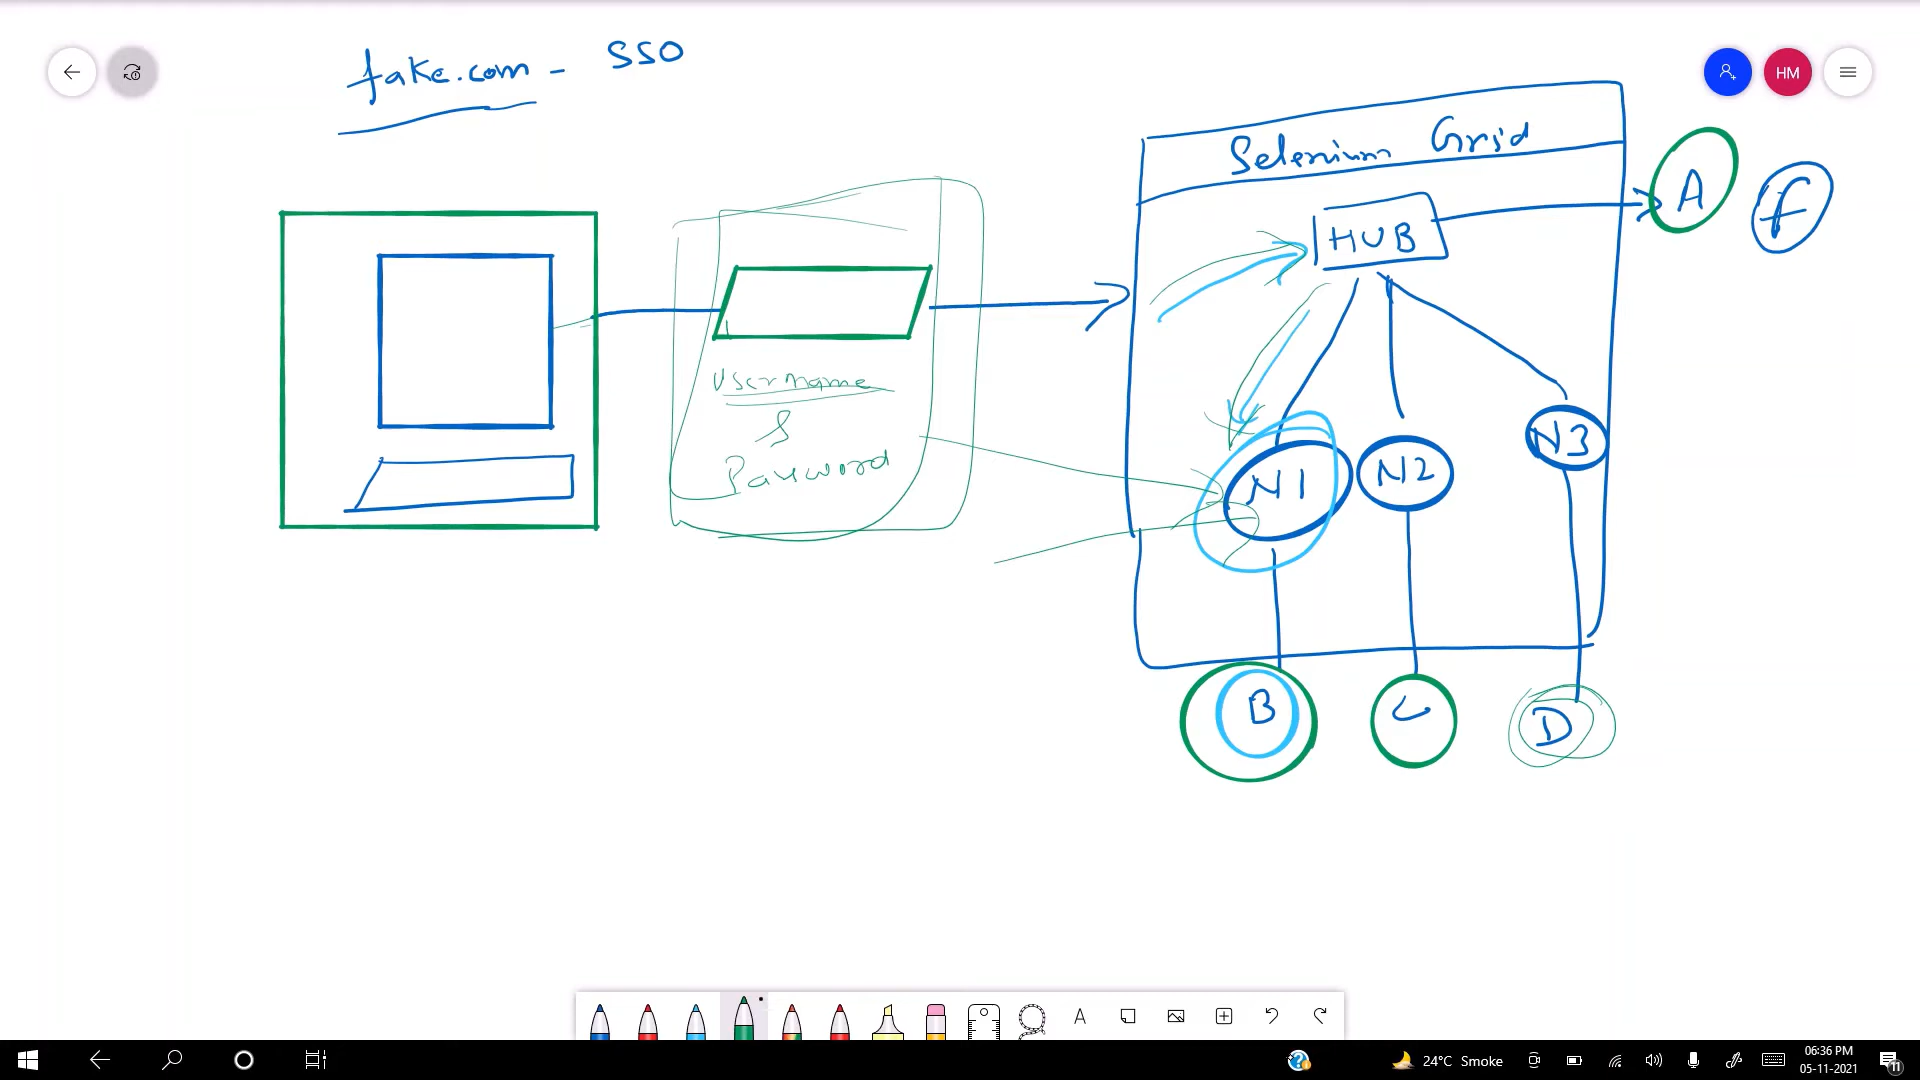 fake.com - SSO
HM
Selenium Grid
A
F
HUB
Username
&
Password
N1
N2
N3
B
C
D
A
24°C Smoke
06:36 PM
05-11-2021
11